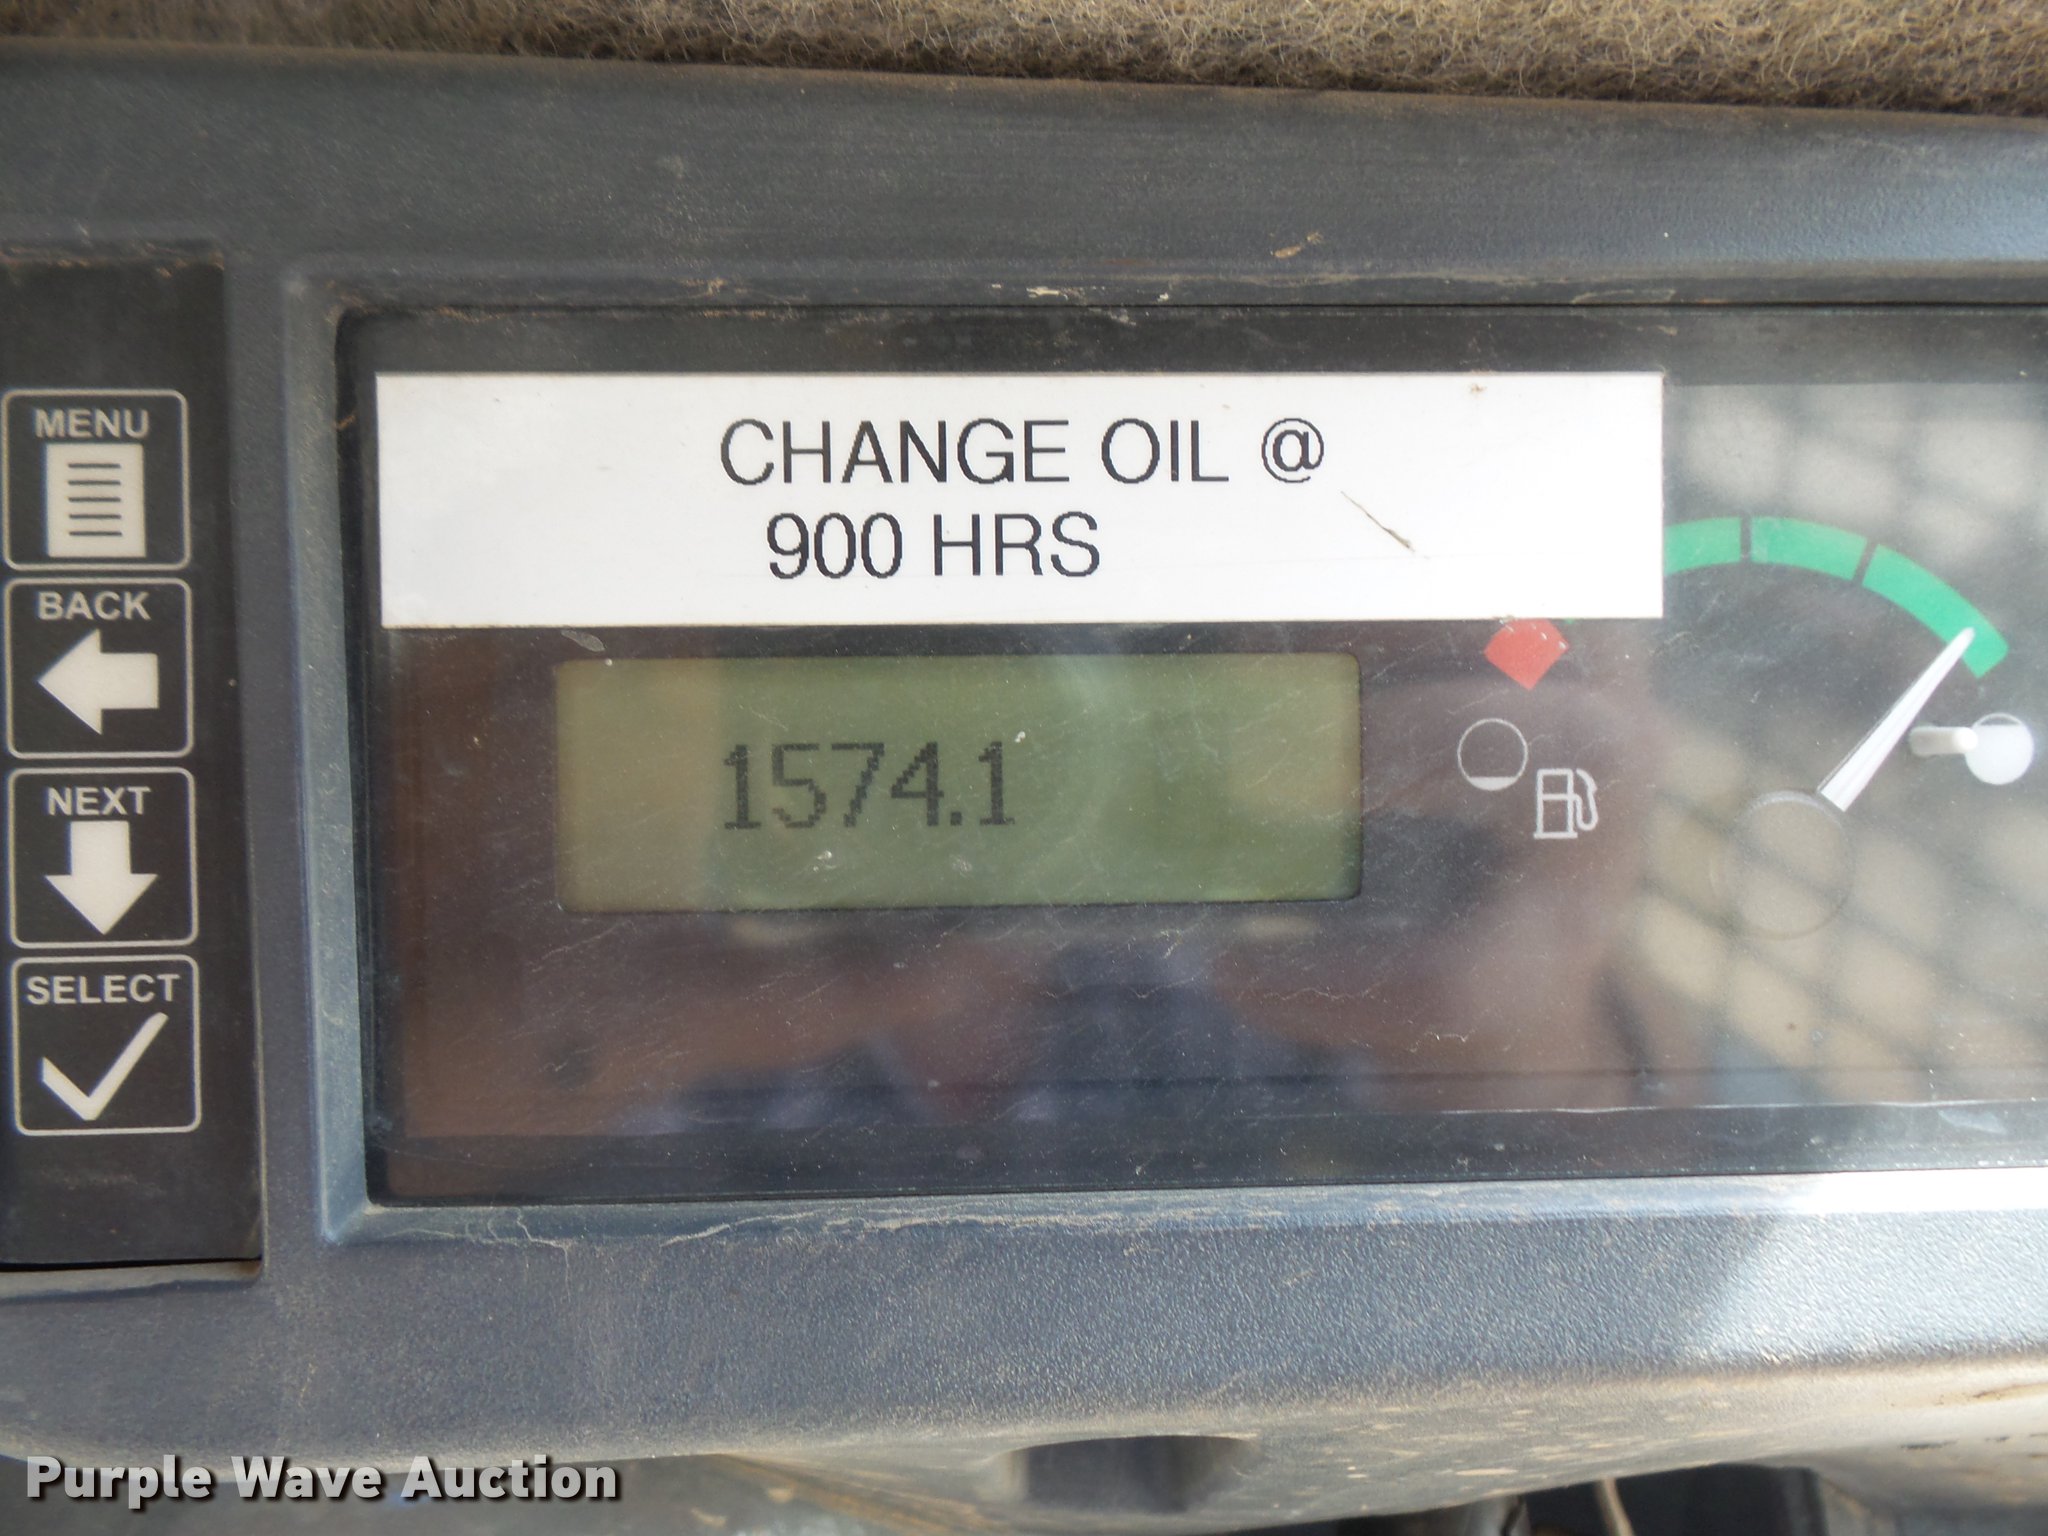 CHANGE OIL @
900 HRS
MENU
BACK
NEXT
SELECT
1574.1
Purple Wave Auction